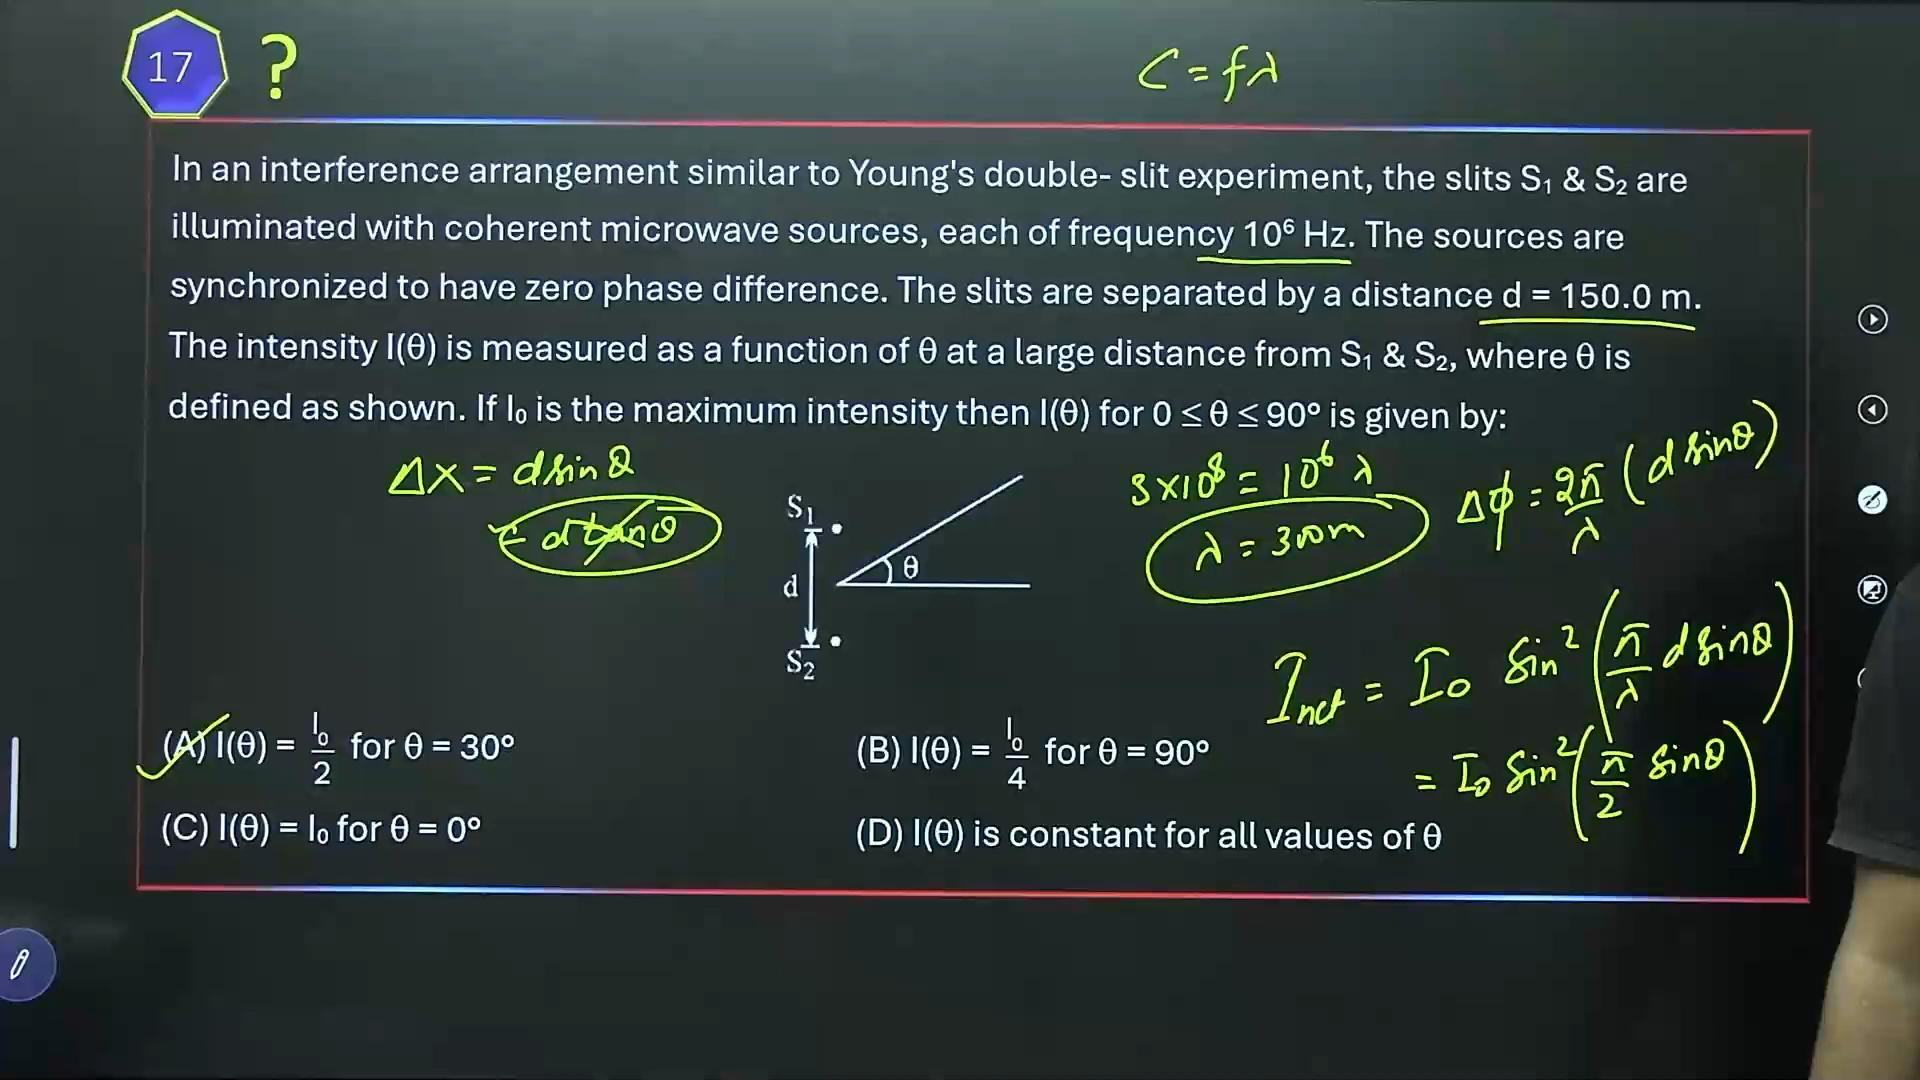 17 ?
C = fλ
In an interference arrangement similar to Young's double- slit experiment, the slits S₁ & S₂ are
illuminated with coherent microwave sources, each of frequency 10⁶ Hz. The sources are
synchronized to have zero phase difference. The slits are separated by a distance d = 150.0 m.
The intensity I(θ) is measured as a function of θ at a large distance from S₁ & S₂, where θ is
defined as shown. If I₀ is the maximum intensity then I(θ) for 0 ≤ θ ≤ 90° is given by:
Δx = dsinθ
= dtanθ
S₁
d
S₂
θ
3×10⁸ = 10⁶ λ
λ = 300m
Δϕ = 2π/λ (dsinθ)
I_net = I₀ sin² (π/λ dsinθ)
= I₀ sin² (π/2 sinθ)
(A) I(θ) = I₀/2 for θ = 30°
(B) I(θ) = I₀/4 for θ = 90°
(C) I(θ) = I₀ for θ = 0°
(D) I(θ) is constant for all values of θ